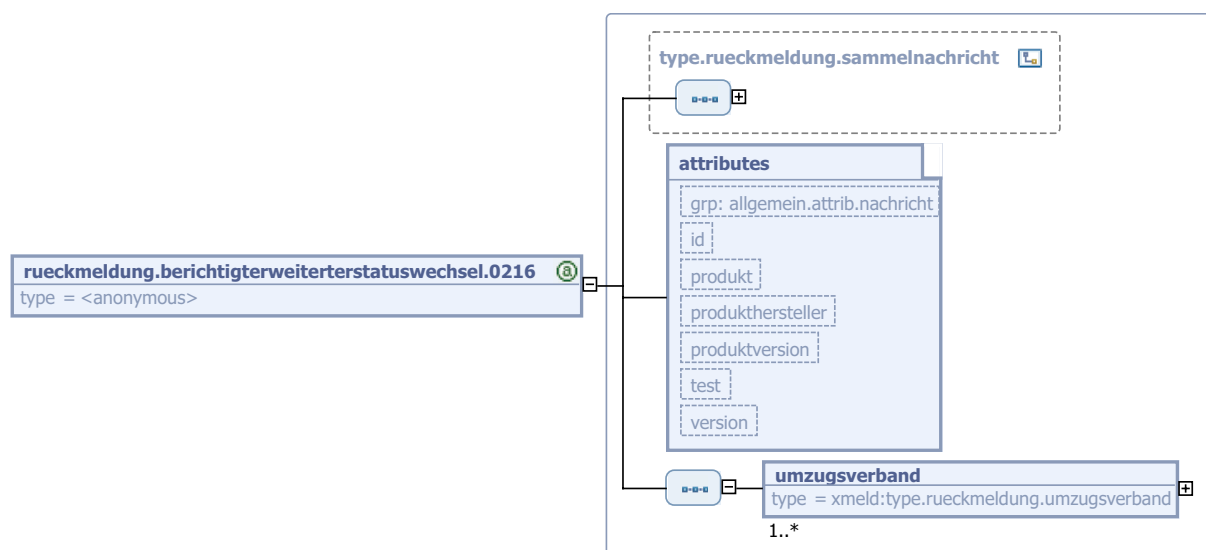 type.rueckmeldung.sammelnachricht
attributes
grp: allgemein.attrib.nachricht
id
produkt
produkthersteller
produktversion
test
version
rueckmeldung.berichtigterweiterterstatuswechsel.0216 @
type = <anonymous>
umzugsverband
type = xmeld:type.rueckmeldung.umzugsverband
1..*